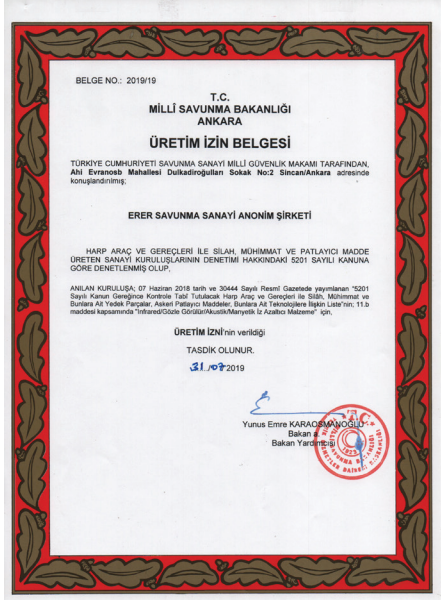 BELGE NO.: 2019/19
T.C.
MİLLÎ SAVUNMA BAKANLIĞI
ANKARA
ÜRETİM İZİN BELGESİ
TÜRKİYE CUMHURİYETİ SAVUNMA SANAYİ MİLLÎ GÜVENLİK MAKAMI TARAFINDAN,
Ahi Evranosb Mahallesi Dulkadiroğulları Sokak No:2 Sincan/Ankara adresinde
konuşlandırılmış;
ERER SAVUNMA SANAYİ ANONİM ŞİRKETİ
HARP ARAÇ VE GEREÇLERİ İLE SİLAH, MÜHİMMAT VE PATLAYICI MADDE
ÜRETEN SANAYİ KURULUŞLARININ DENETİMİ HAKKINDAKİ 5201 SAYILI KANUNA
GÖRE DENETLENMİŞ OLUP,
ANILAN KURULUŞA; 07 Haziran 2018 tarih ve 30444 Sayılı Resmî Gazetede yayımlanan "5201
Sayılı Kanun Gereğince Kontrole Tabî Tutulacak Harp Araç ve Gereçleri ile Silâh, Mühimmat ve
Bunlara Ait Yedek Parçalar, Askeri Patlayıcı Maddeler, Bunlara Ait Teknolojilere İlişkin Liste"nin; 11.b
maddesi kapsamında "Infrared/Gözle Görülür/Akustik/Manyetik İz Azaltıcı Malzeme" için,
ÜRETİM İZNİ'nin verildiği
TASDİK OLUNUR.
31/07/2019
Yunus Emre KARAOSMANOĞLU
Bakan a.
Bakan Yardımcısı
T.C.
1923